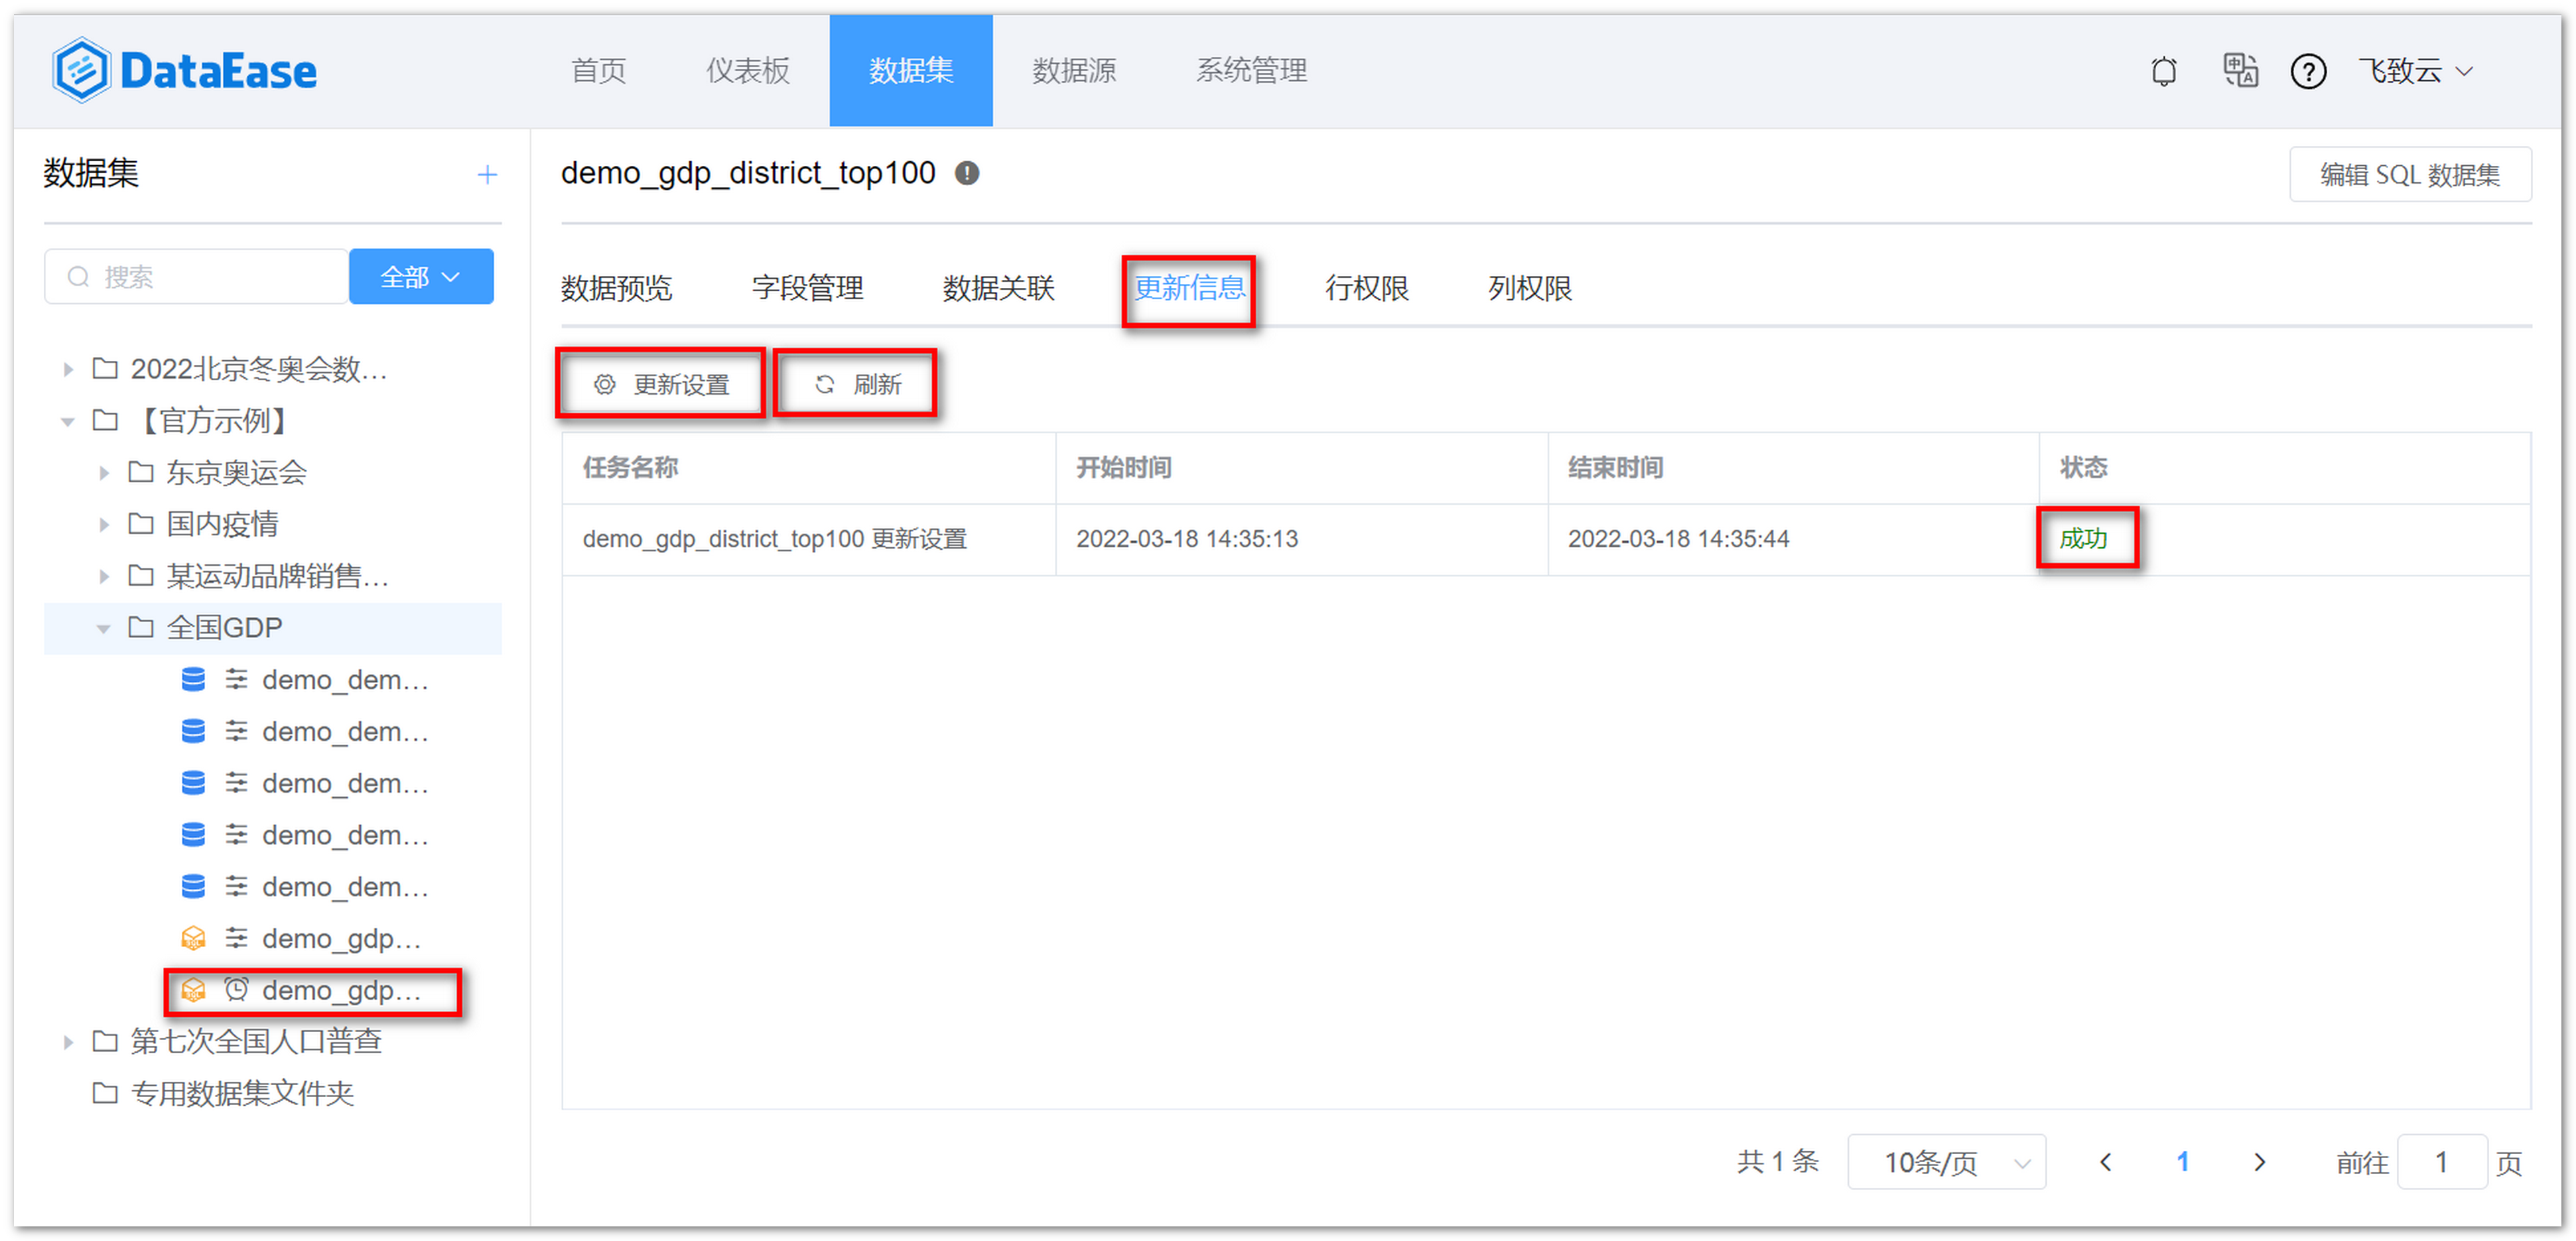 DataEase
首页
仪表板
数据集
数据源
系统管理
飞致云
数据集
demo_gdp_district_top100
编辑 SQL 数据集
搜索
全部
数据预览
字段管理
数据关联
更新信息
行权限
列权限
更新设置
刷新
2022北京冬奥会数...
【官方示例】
东京奥运会
国内疫情
某运动品牌销售...
全国GDP
demo_dem...
demo_dem...
demo_dem...
demo_dem...
demo_dem...
demo_gdp...
demo_gdp...
第七次全国人口普查
专用数据集文件夹
任务名称
开始时间
结束时间
状态
demo_gdp_district_top100 更新设置
2022-03-18 14:35:13
2022-03-18 14:35:44
成功
共 1 条
10条/页
1
前往
1
页